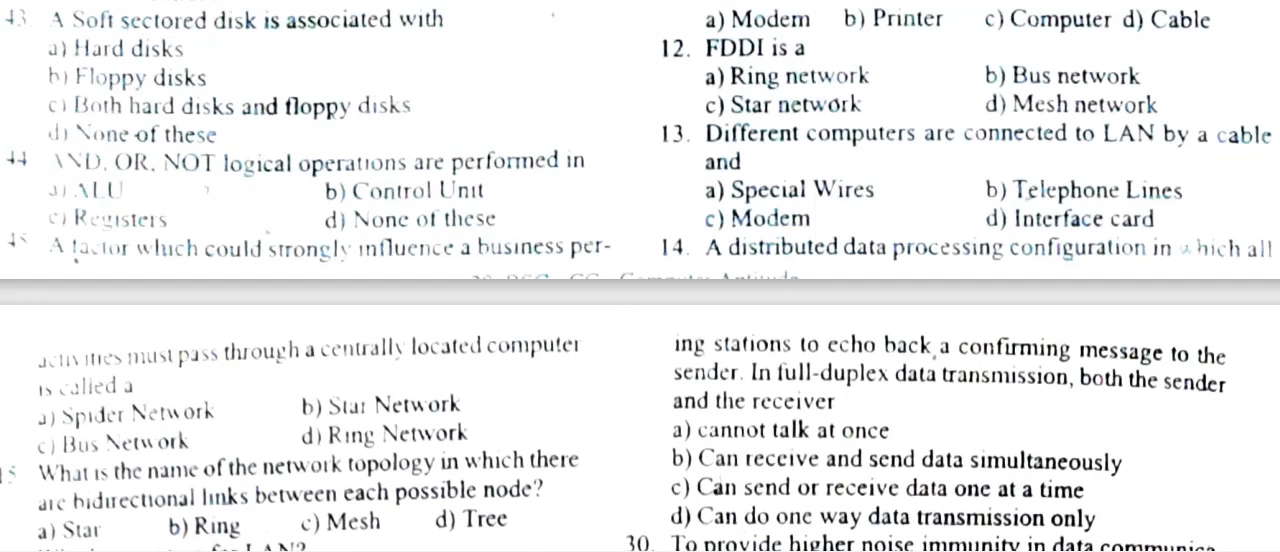 43 A Soft sectored disk is associated with
a) Hard disks
b) Floppy disks
c) Both hard disks and floppy disks
d) None of these
44 AND, OR, NOT logical operations are performed in
a) ALU b) Control Unit
c) Registers d) None of these
45 A factor which could strongly influence a business per-
a) Modem b) Printer c) Computer d) Cable
12. FDDI is a
a) Ring network b) Bus network
c) Star network d) Mesh network
13. Different computers are connected to LAN by a cable
and
a) Special Wires b) Telephone Lines
c) Modem d) Interface card
14. A distributed data processing configuration in which all
activities must pass through a centrally located computer
is called a
a) Spider Network b) Star Network
c) Bus Network d) Ring Network
15 What is the name of the network topology in which there
are bidirectional links between each possible node?
a) Star b) Ring c) Mesh d) Tree
for LAN?
ing stations to echo back a confirming message to the
sender. In full-duplex data transmission, both the sender
and the receiver
a) cannot talk at once
b) Can receive and send data simultaneously
c) Can send or receive data one at a time
d) Can do one way data transmission only
30. To provide higher noise immunity in data communica